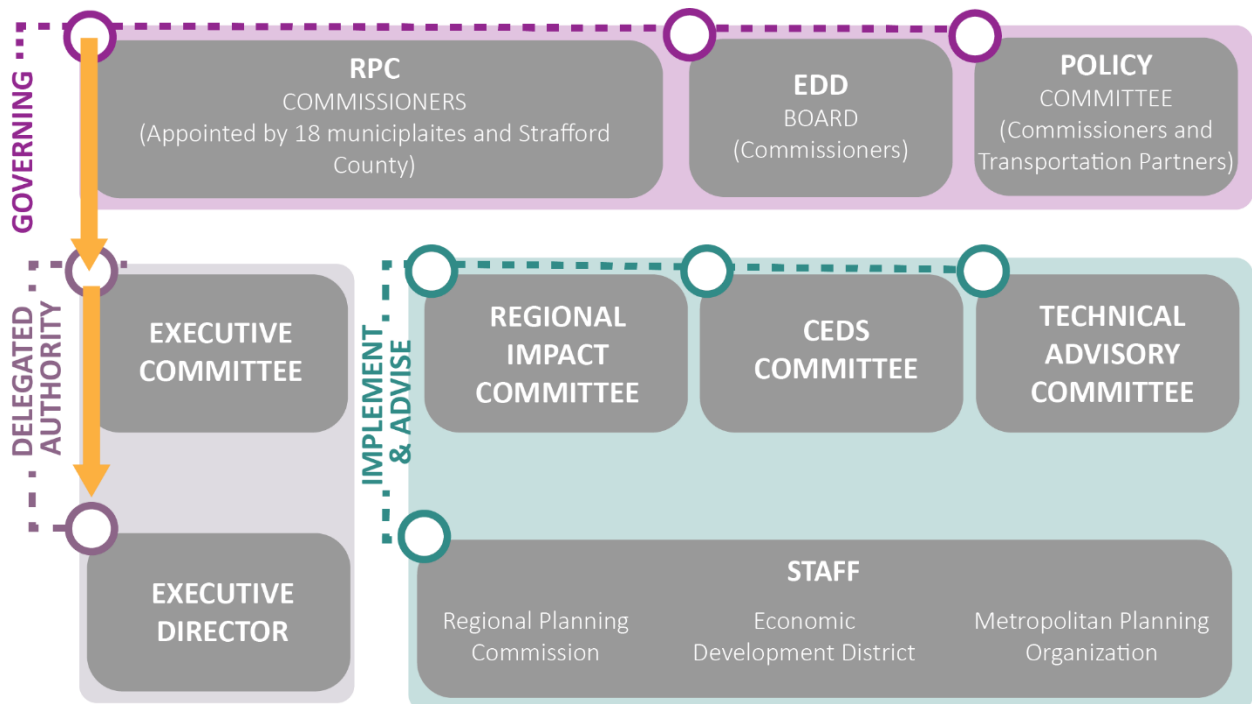 GOVERNING
RPC
COMMISSIONERS
(Appointed by 18 municiplaites and Strafford
County)
EDD
BOARD
(Commissioners)
POLICY
COMMITTEE
(Commissioners and
Transportation Partners)
DELEGATED
AUTHORITY
EXECUTIVE
COMMITTEE
EXECUTIVE
DIRECTOR
IMPLEMENT
& ADVISE
REGIONAL
IMPACT
COMMITTEE
CEDS
COMMITTEE
TECHNICAL
ADVISORY
COMMITTEE
STAFF
Regional Planning
Commission
Economic
Development District
Metropolitan Planning
Organization